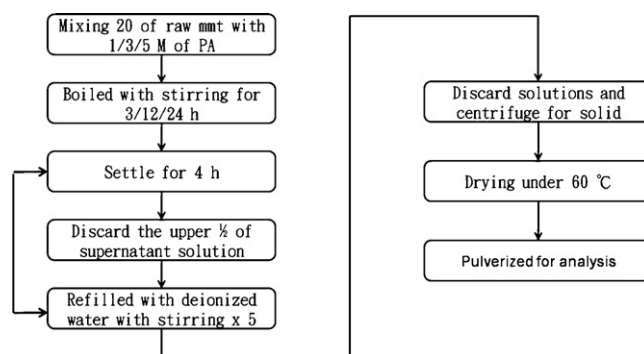 Mixing 20 of raw mmt with
1/3/5 M of PA
Boiled with stirring for
3/12/24 h
Settle for 4 h
Discard the upper ½ of
supernatant solution
Refilled with deionized
water with stirring x 5
Discard solutions and
centrifuge for solid
Drying under 60 ℃
Pulverized for analysis